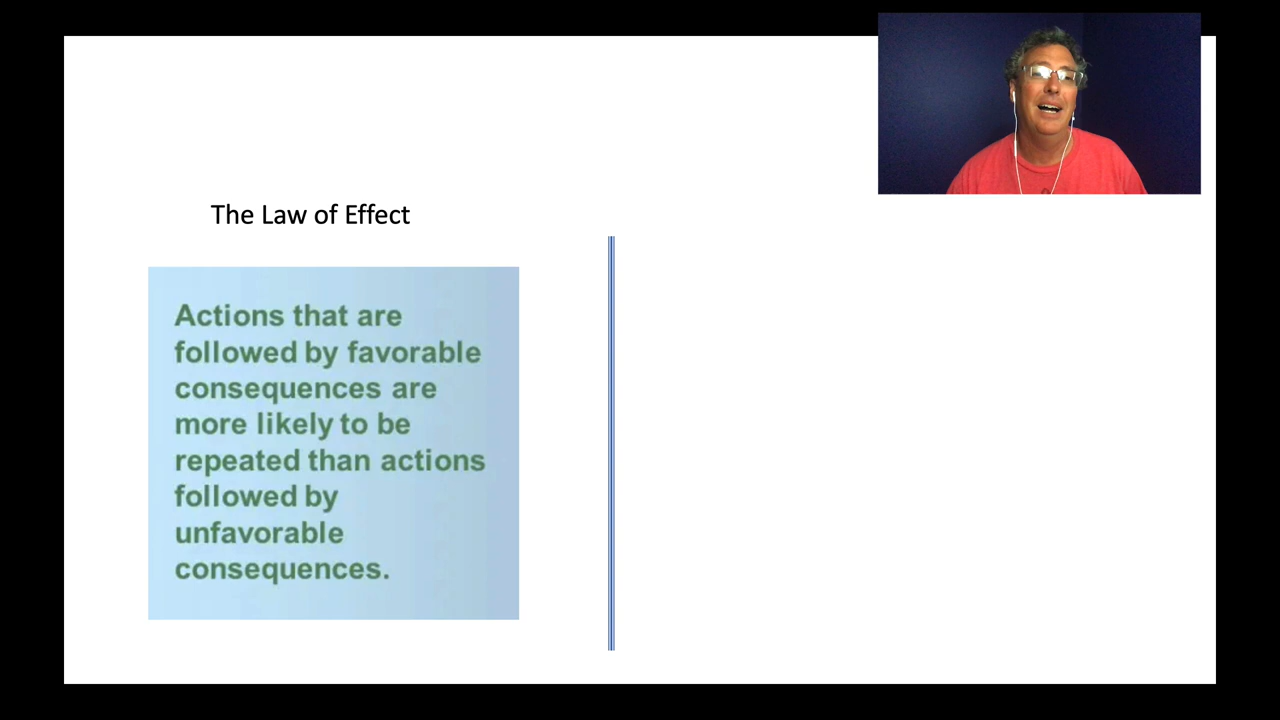 The Law of Effect
Actions that are
followed by favorable
consequences are
more likely to be
repeated than actions
followed by
unfavorable
consequences.